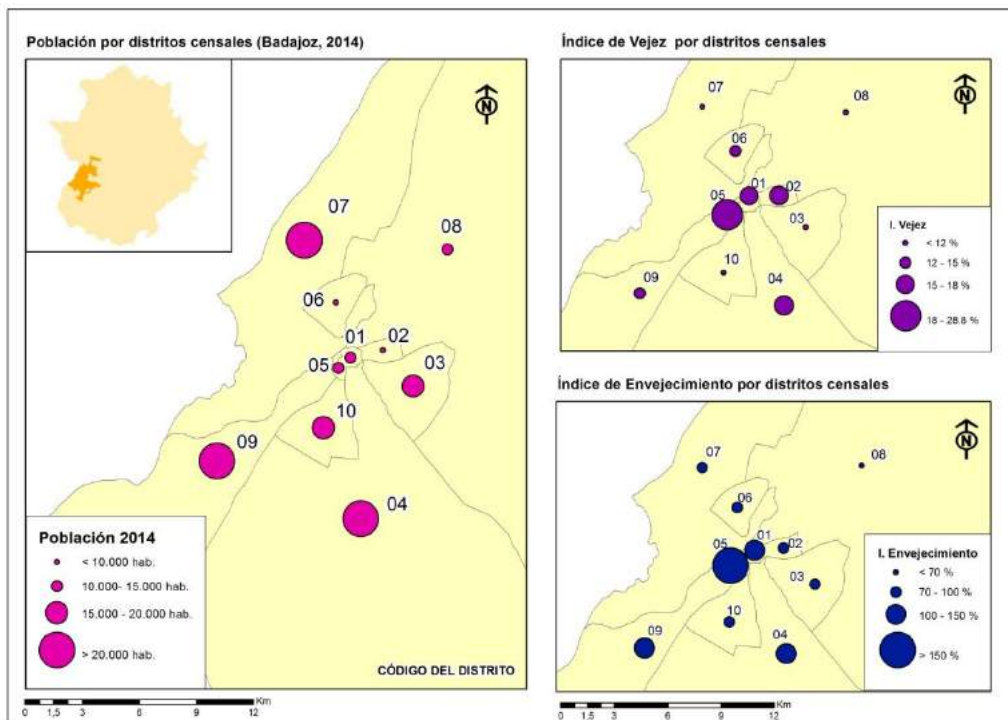 Población por distritos censales (Badajoz, 2014)
N
07
08
06
01
02
05
03
10
09
04
Población 2014
< 10.000 hab.
10.000- 15.000 hab.
15.000 - 20.000 hab.
> 20.000 hab.
CÓDIGO DEL DISTRITO
Km
0 1,5 3 6 9 12
Índice de Vejez por distritos censales
N
07
08
06
01
02
05
03
10
09
04
I. Vejez
< 12 %
12 - 15 %
15 - 18 %
18 - 28.8 %
Índice de Envejecimiento por distritos censales
N
07
08
06
01
02
05
03
10
09
04
I. Envejecimiento
< 70 %
70 - 100 %
100 - 150 %
> 150 %
Km
0 1,5 3 6 9 12